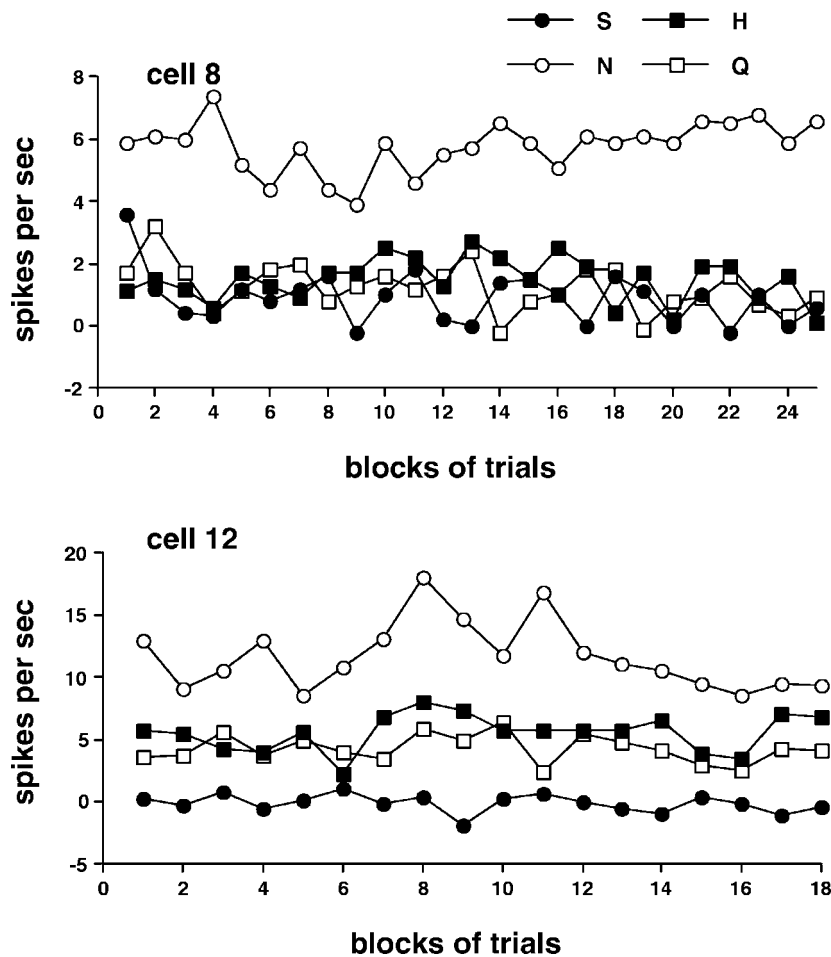 S H
N Q
cell 8
8
6
4
2
0
-2
spikes per sec
0 2 4 6 8 10 12 14 16 18 20 22 24
blocks of trials
cell 12
20
15
10
5
0
-5
spikes per sec
0 2 4 6 8 10 12 14 16 18
blocks of trials